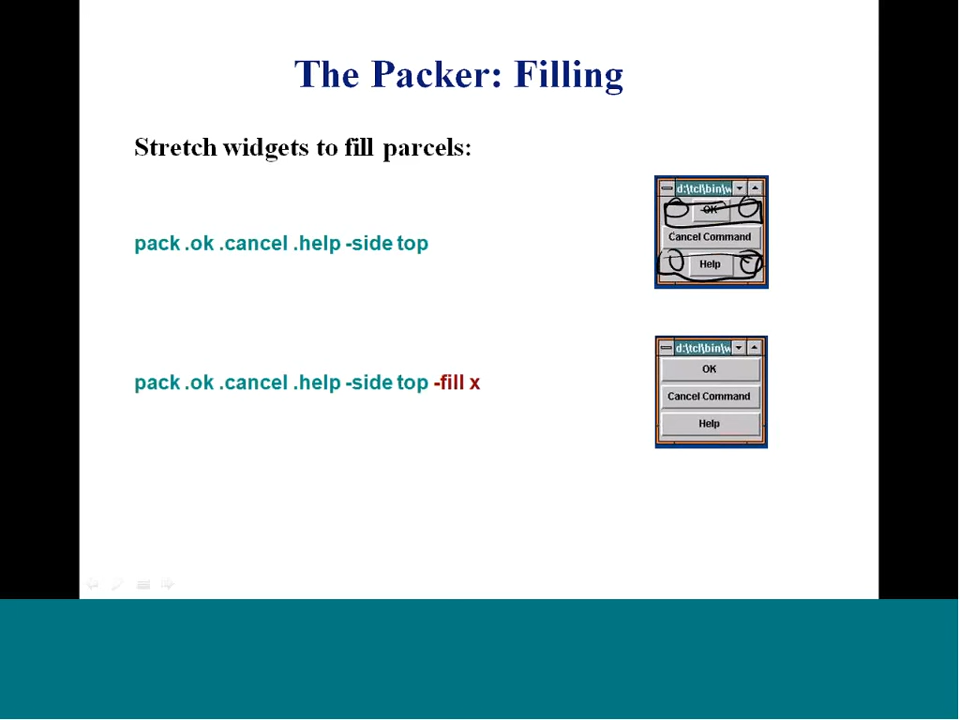 The Packer: Filling
Stretch widgets to fill parcels:
d:\tcl\bin\w
OK
pack .ok .cancel .help -side top
Cancel Command
Help
d:\tcl\bin\w
OK
pack .ok .cancel .help -side top -fill x
Cancel Command
Help